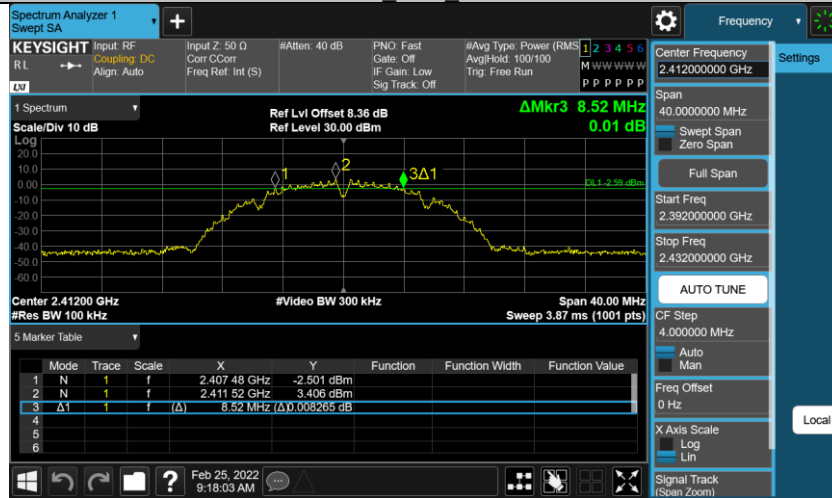 Spectrum Analyzer 1
Swept SA
+
Frequency
KEYSIGHT
Input: RF
Input Z: 50 Ω
#Atten: 40 dB
PNO: Fast
#Avg Type: Power (RMS
1 2 3 4 5 6
R L
Coupling: DC
Corr CCorr
Gate: Off
Avg|Hold: 100/100
M W W W W W
Align: Auto
Freq Ref: Int (S)
IF Gain: Low
Trig: Free Run
P P P P P P
Sig Track: Off
LXI
Center Frequency
2.412000000 GHz
Settings
Span
40.0000000 MHz
Swept Span
Zero Span
Full Span
Start Freq
2.392000000 GHz
Stop Freq
2.432000000 GHz
AUTO TUNE
CF Step
4.000000 MHz
Auto
Man
Freq Offset
0 Hz
X Axis Scale
Log
Lin
Signal Track
(Span Zoom)
Local
1 Spectrum
Ref Lvl Offset 8.36 dB
ΔMkr3 8.52 MHz
Scale/Div 10 dB
Ref Level 30.00 dBm
0.01 dB
Log
20.0
10.0
0.00
-10.0
-20.0
-30.0
-40.0
-50.0
-60.0
1
2
3Δ1
DL1 -2.59 dBm
Center 2.41200 GHz
#Video BW 300 kHz
Span 40.00 MHz
#Res BW 100 kHz
Sweep 3.87 ms (1001 pts)
5 Marker Table
Mode Trace Scale X Y Function Function Width Function Value
1 N 1 f 2.407 48 GHz -2.501 dBm
2 N 1 f 2.411 52 GHz 3.406 dBm
3 Δ1 1 f (Δ) 8.52 MHz (Δ)0.008265 dB
4
5
6
?
Feb 25, 2022
9:18:03 AM